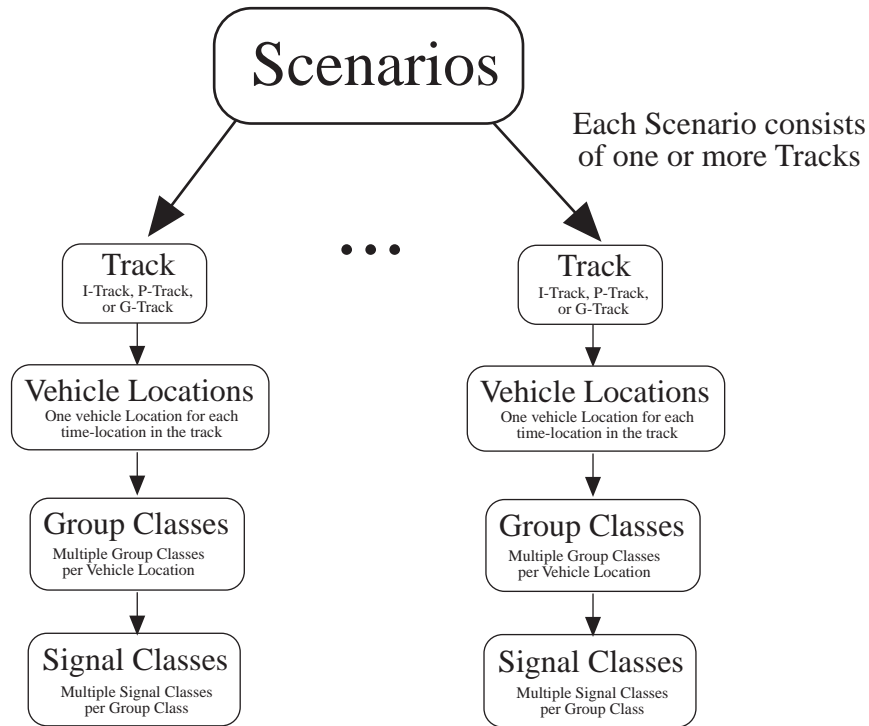 Scenarios
Each Scenario consists
of one or more Tracks
• • •
Track
I-Track, P-Track,
or G-Track
Vehicle Locations
One vehicle Location for each
time-location in the track
Group Classes
Multiple Group Classes
per Vehicle Location
Signal Classes
Multiple Signal Classes
per Group Class
Track
I-Track, P-Track,
or G-Track
Vehicle Locations
One vehicle Location for each
time-location in the track
Group Classes
Multiple Group Classes
per Vehicle Location
Signal Classes
Multiple Signal Classes
per Group Class